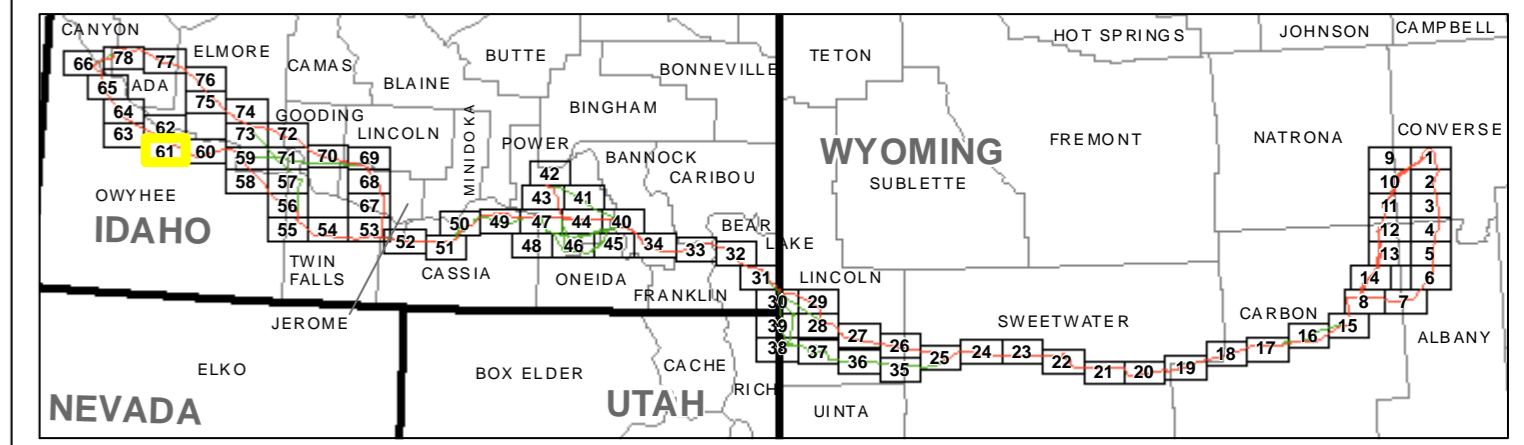 CANYON
ELMORE
CAMAS
BUTTE
BLAINE
BONNEVILLE
ADA
BINGHAM
GOODING
LINCOLN
MINIDOKA
POWER
BANNOCK
CARIBOU
OWYHEE
IDAHO
TWIN
FALLS
CASSIA
ONEIDA
BEAR
LAKE
FRANKLIN
JEROME
ELKO
NEVADA
BOX ELDER
CACHE
RICH
UTAH
TETON
HOT SPRINGS
JOHNSON
CAMPBELL
WYOMING
FREMONT
NATRONA
CONVERSE
SUBLETTE
LINCOLN
SWEETWATER
CARBON
ALBANY
UINTA
66 78 77
65 76
64 75 74
63 62 73 72
61 60 59 71 70 69
58 57 68
56 67
55 54 53
52 51 50 49 47 44 40
42
43 41
48 46 45 34 33 32
31
30 29
39 28 27 26
38 37 36 35 25 24 23 22 21 20 19 18 17 16 15
9 1
10 2
11 3
12 4
13 5
14 6
8 7